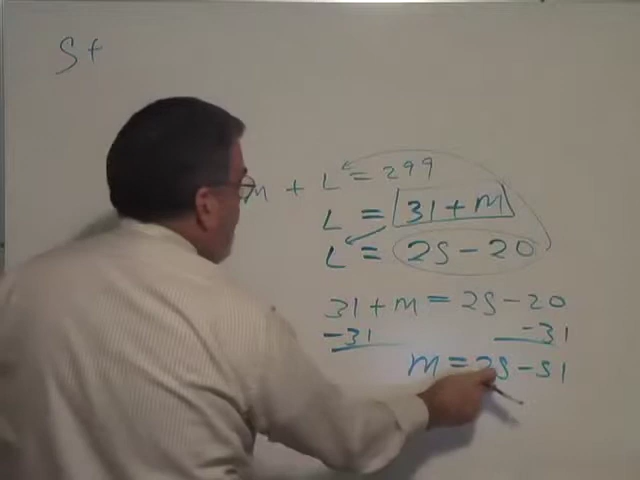 S +
m + L = 299
L = 31 + m
L = 2S - 20
31 + m = 2S - 20
-31 -31
m = 2S - 51